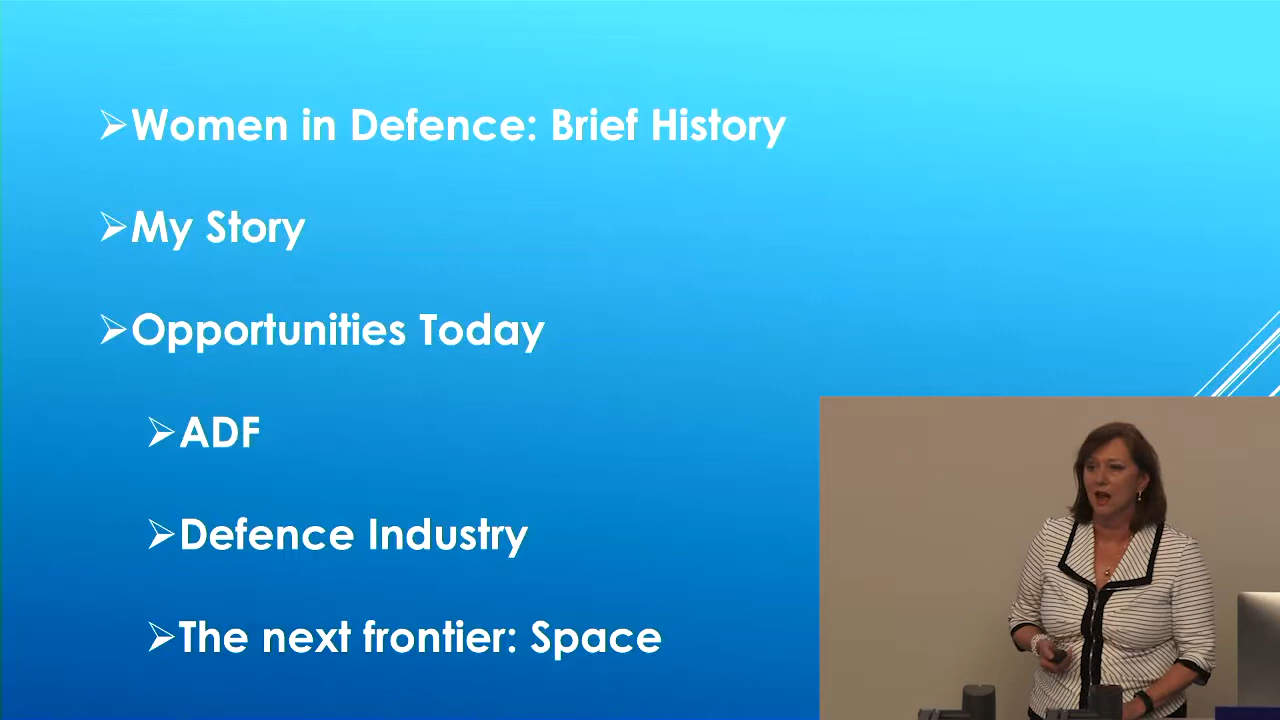 Women in Defence: Brief History
My Story
Opportunities Today
ADF
Defence Industry
The next frontier: Space